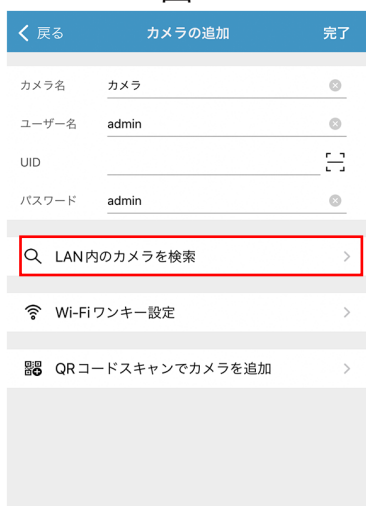 戻る カメラの追加 完了
カメラ名 カメラ
ユーザー名 admin
UID
パスワード admin
LAN内のカメラを検索
Wi-Fiワンキー設定
QRコードスキャンでカメラを追加